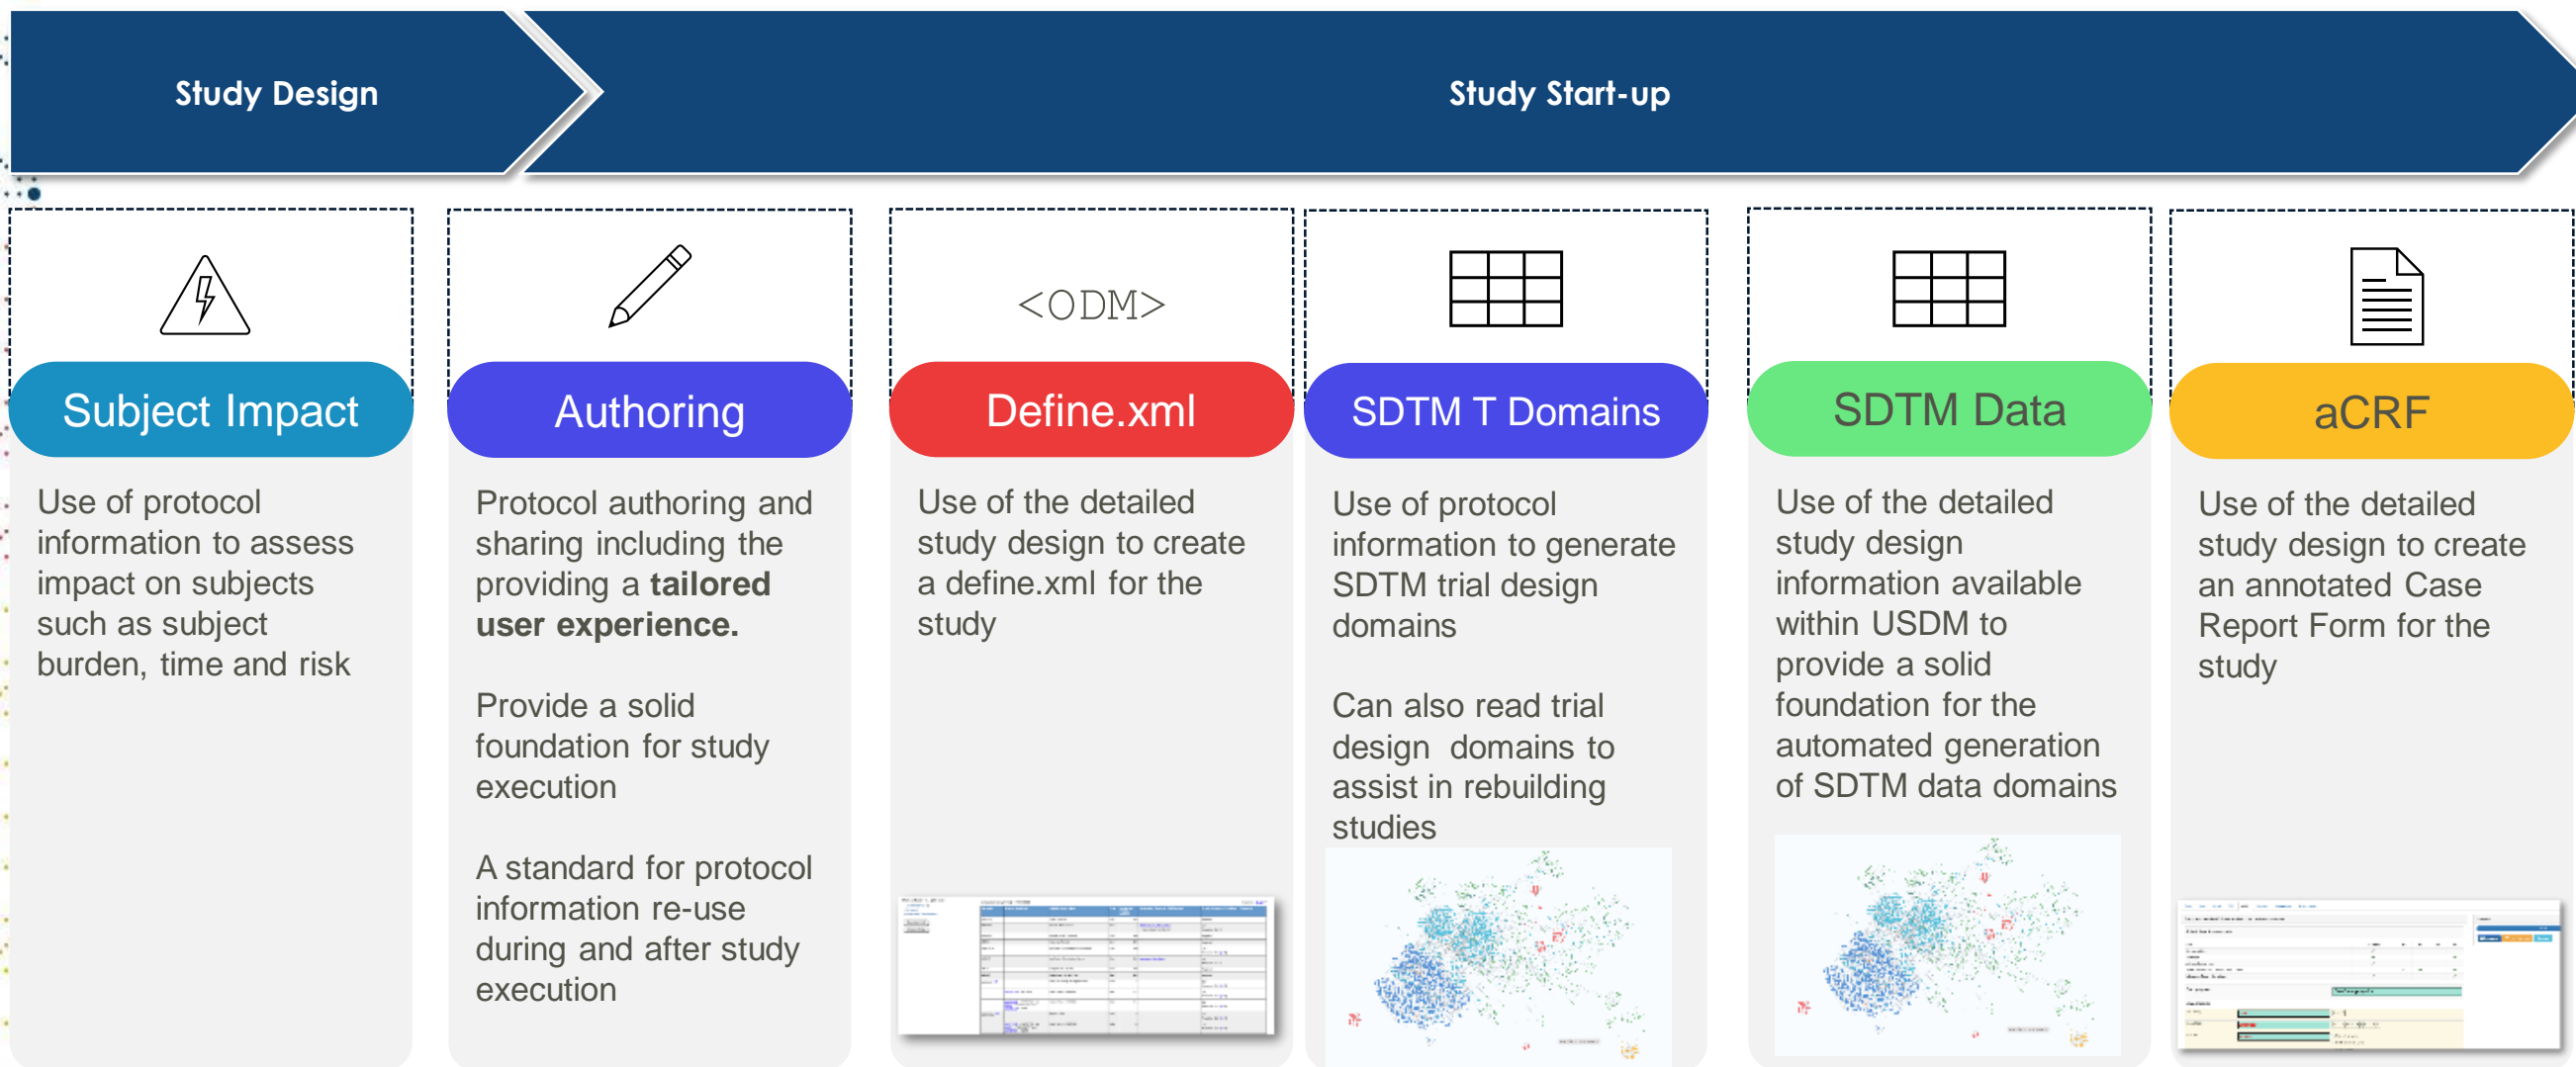 Study Design
Study Start-up
Subject Impact
Use of protocol
information to assess
impact on subjects
such as subject
burden, time and risk
Authoring
Protocol authoring and
sharing including the
providing a tailored
user experience.
Provide a solid
foundation for study
execution
A standard for protocol
information re-use
during and after study
execution
<ODM>
Define.xml
Use of the detailed
study design to create
a define.xml for the
study
SDTM T Domains
Use of protocol
information to generate
SDTM trial design
domains
Can also read trial
design domains to
assist in rebuilding
studies
SDTM Data
Use of the detailed
study design
information available
within USDM to
provide a solid
foundation for the
automated generation
of SDTM data domains
aCRF
Use of the detailed
study design to create
an annotated Case
Report Form for the
study